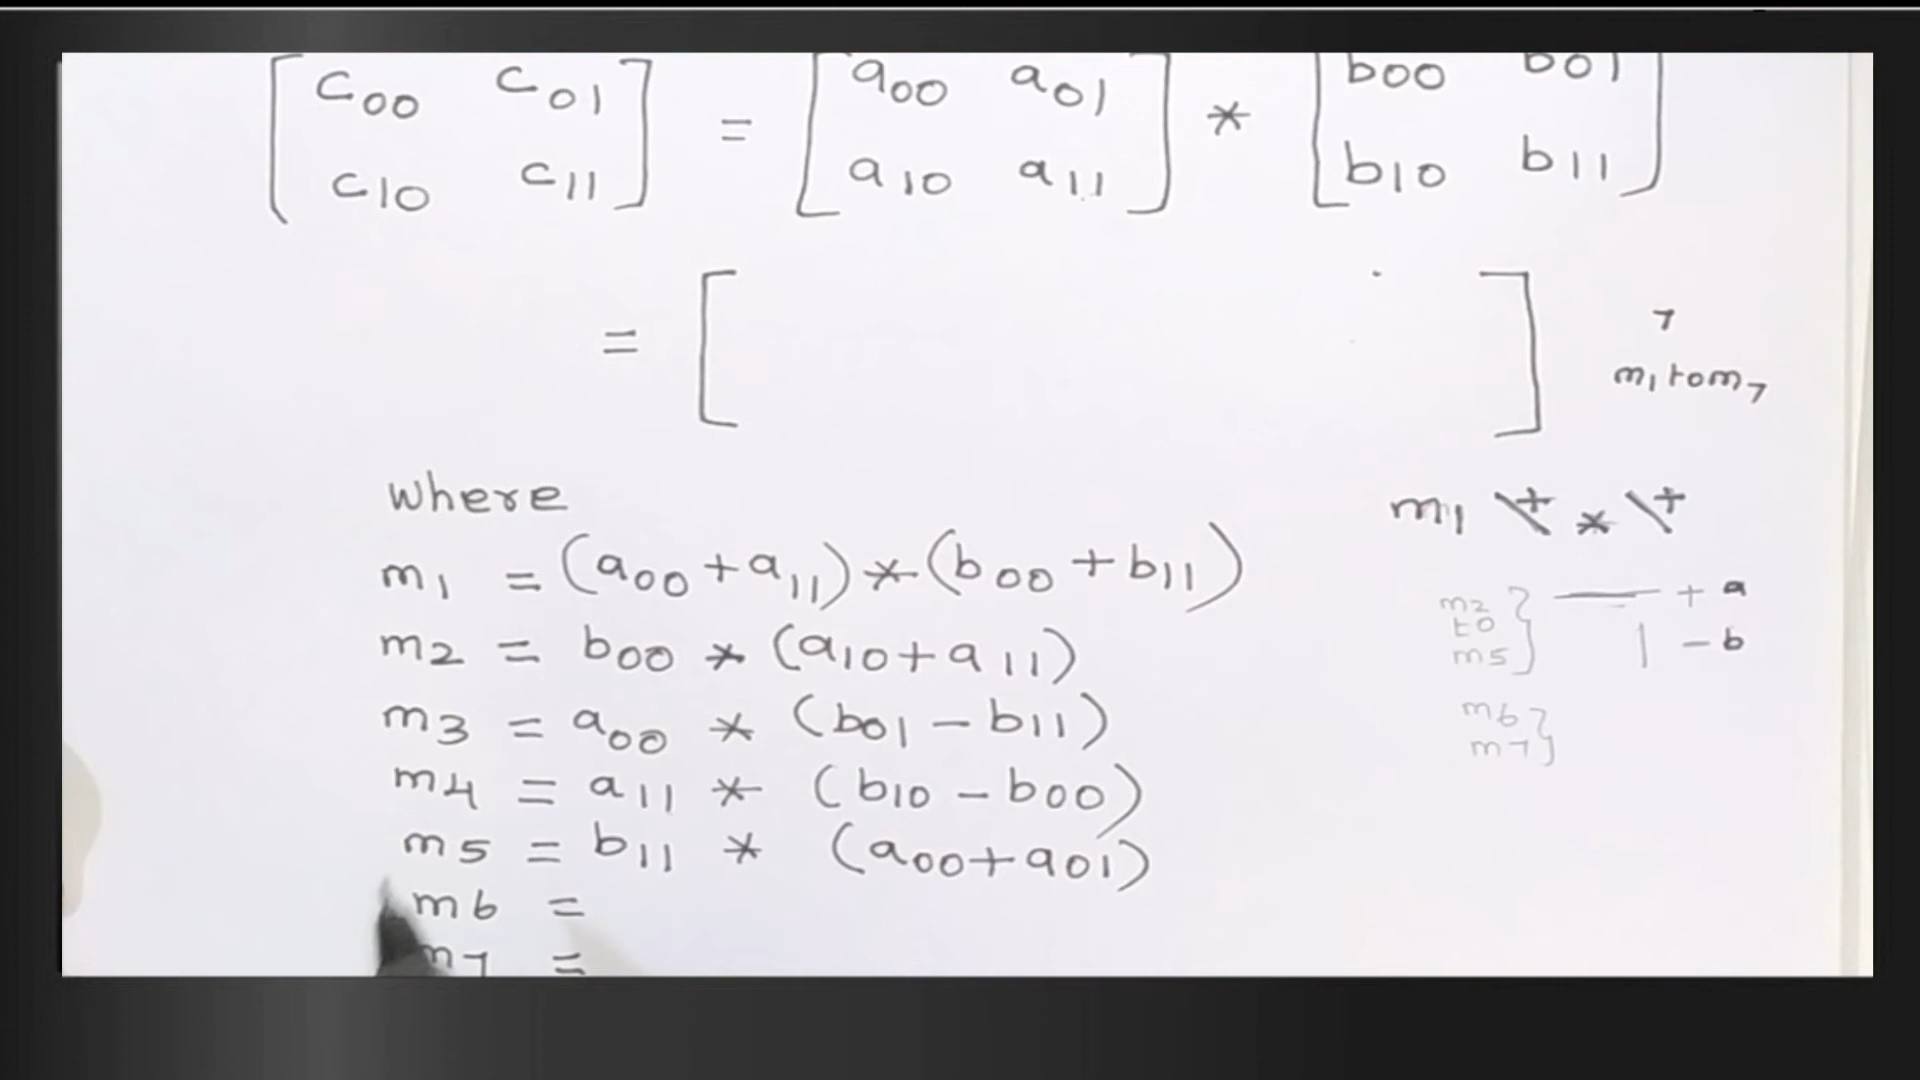 c00 c01 = a00 a01 * b00 b01
c10 c11 a10 a11 b10 b11
=
7
m1 to m7
where
m1 = (a00 + a11) * (b00 + b11)
m2 = b00 * (a10 + a11)
m3 = a00 * (b01 - b11)
m4 = a11 * (b10 - b00)
m5 = b11 * (a00 + a01)
m6 =
m7 =
m1 \+ * \+
m2 to m5 } — + a
| - b
m6
m7 }